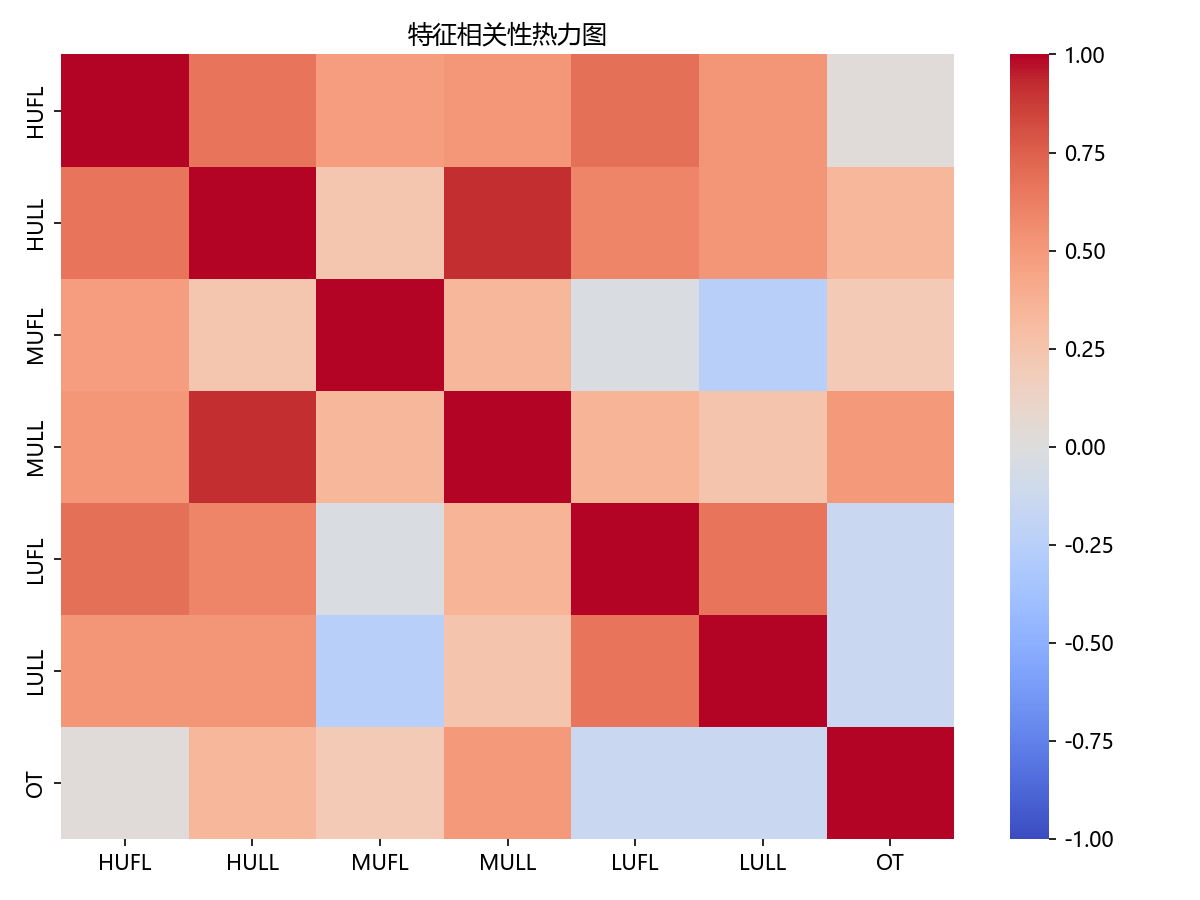 特征相关性热力图
HUFL
HULL
MUFL
MULL
LUFL
LULL
OT
HUFL HULL MUFL MULL LUFL LULL OT
1.00
0.75
0.50
0.25
0.00
-0.25
-0.50
-0.75
-1.00